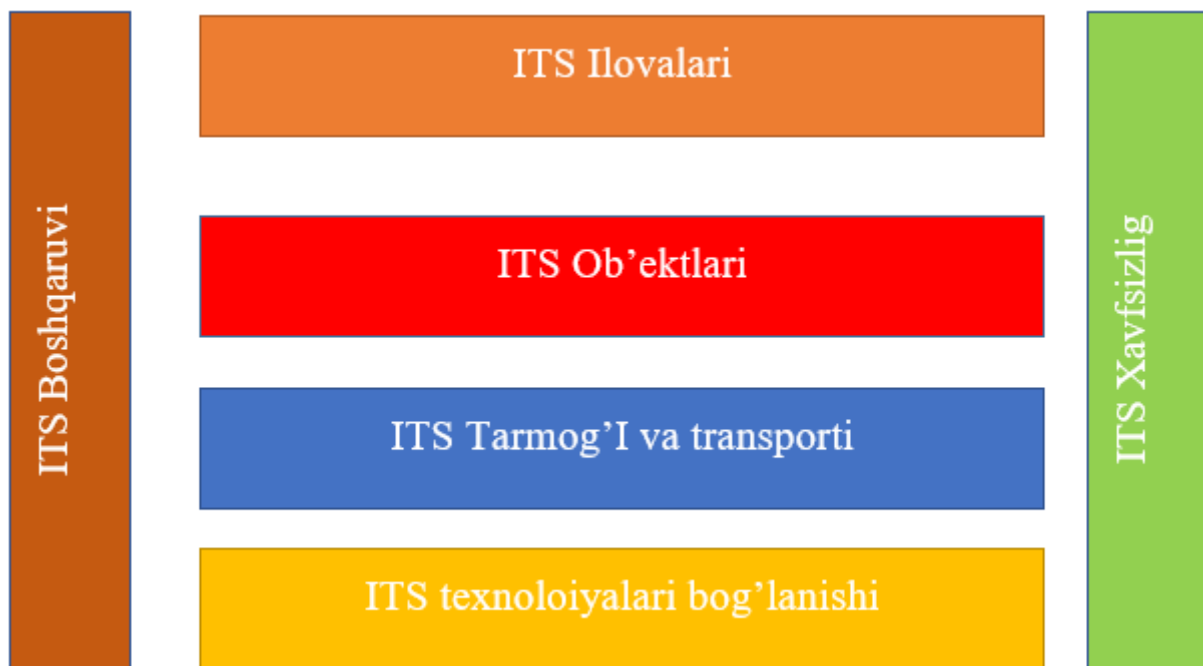 ITS Boshqaruvi
ITS Ilovalari
ITS Ob’ektlari
ITS Tarmog’I va transporti
ITS texnoloiyalari bog’lanishi
ITS Xavfsizlig